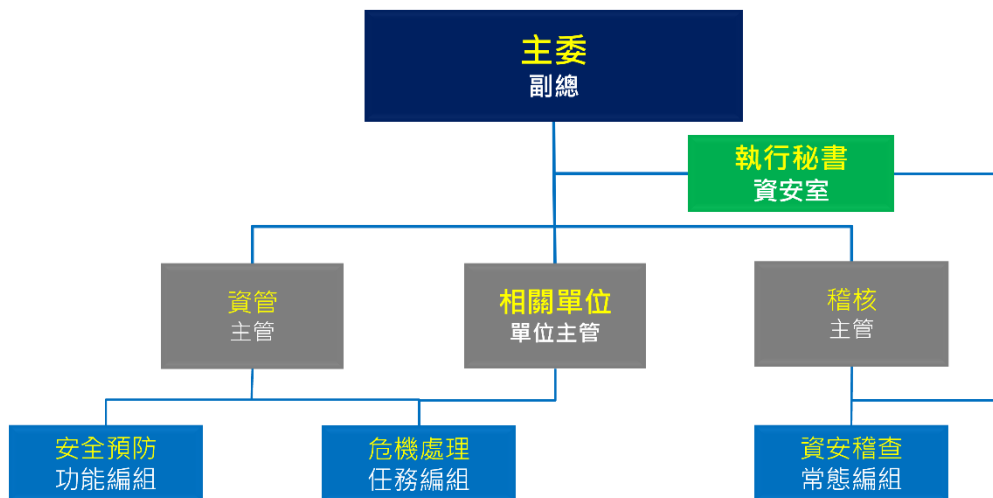 主委
副總
執行秘書
資安室
資管
主管
相關單位
單位主管
稽核
主管
安全預防
功能編組
危機處理
任務編組
資安稽查
常態編組